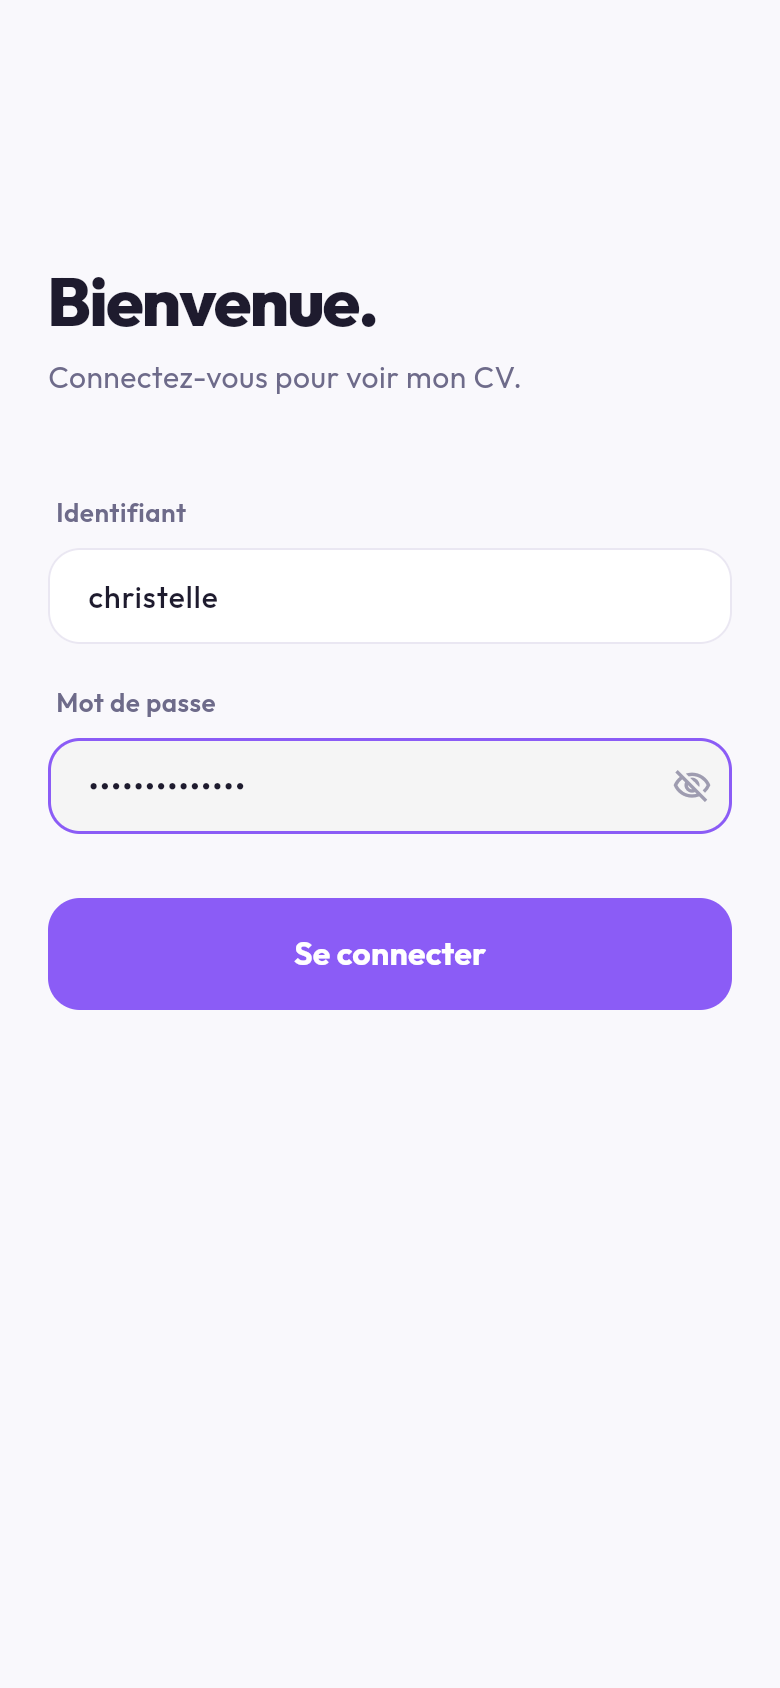 Bienvenue.
Connectez-vous pour voir mon CV.
Identifiant
christelle
Mot de passe
••••••••••••••
Se connecter